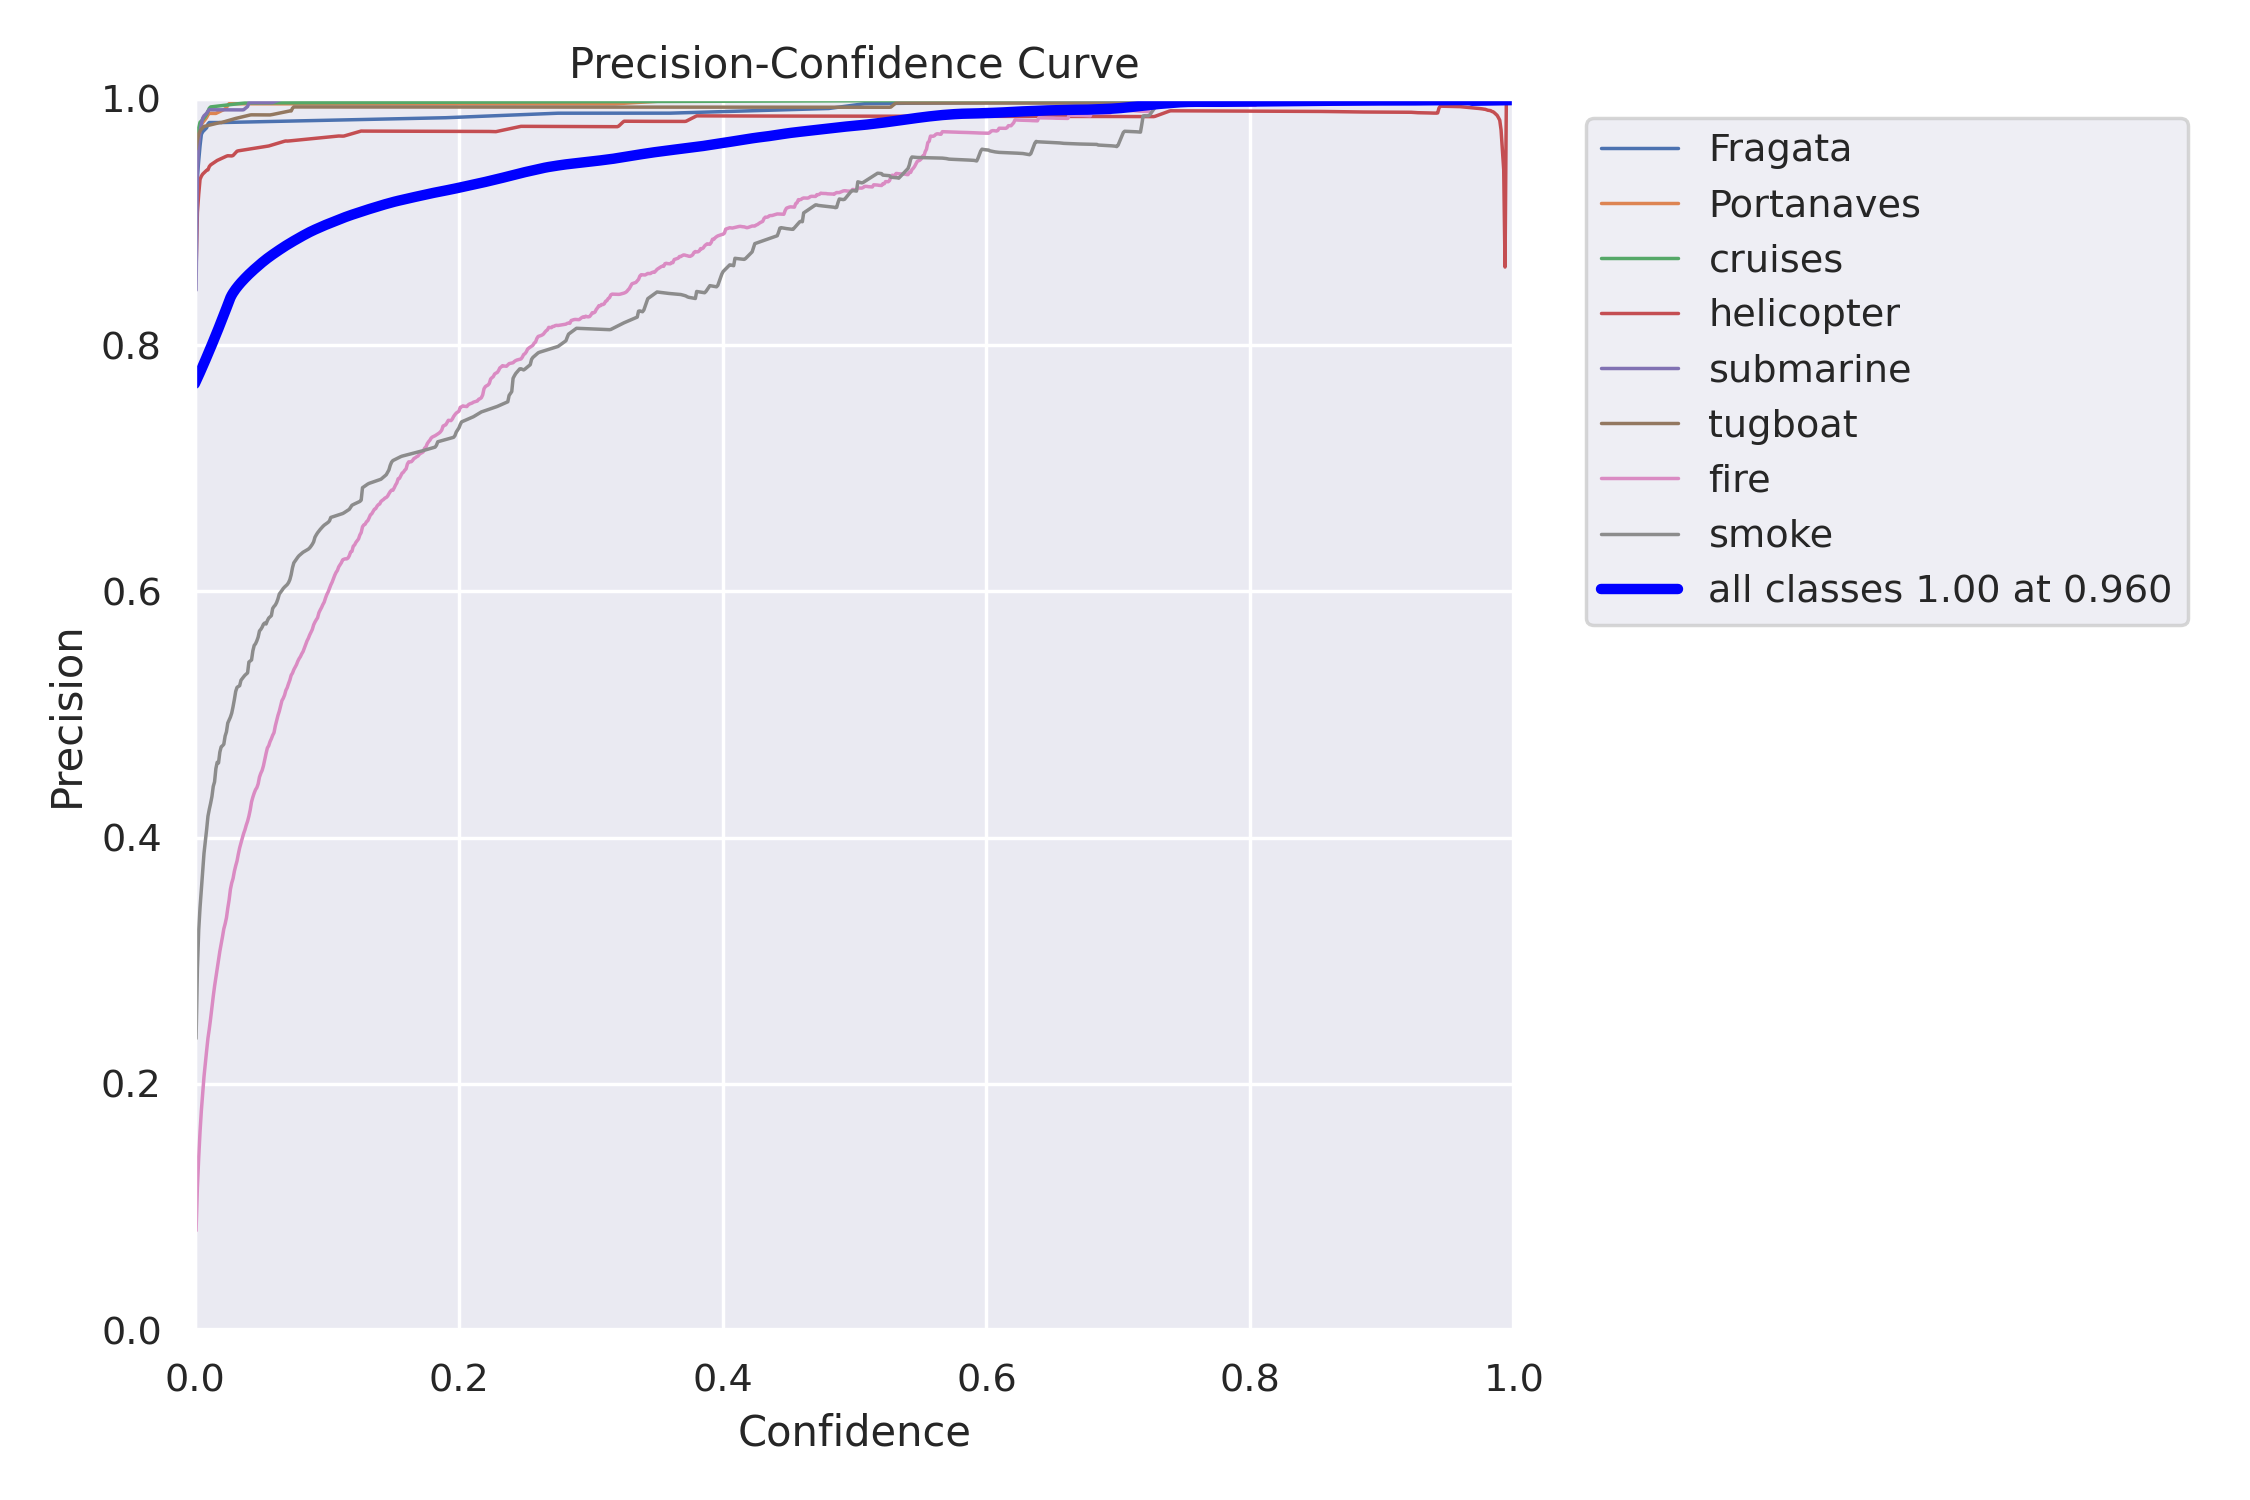 Precision-Confidence Curve
1.0
0.8
0.6
0.4
0.2
0.0
Precision
0.0 0.2 0.4 0.6 0.8 1.0
Confidence
Fragata
Portanaves
cruises
helicopter
submarine
tugboat
fire
smoke
all classes 1.00 at 0.960